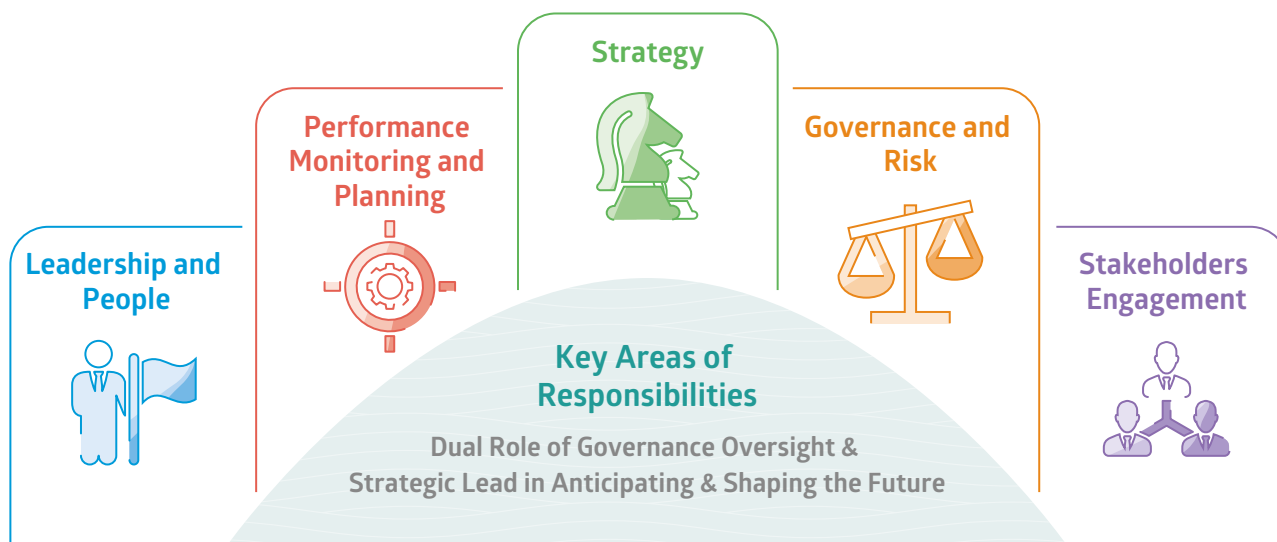 Strategy
Performance
Monitoring and
Planning
Governance and
Risk
Leadership and
People
Stakeholders
Engagement
Key Areas of
Responsibilities
Dual Role of Governance Oversight &
Strategic Lead in Anticipating & Shaping the Future